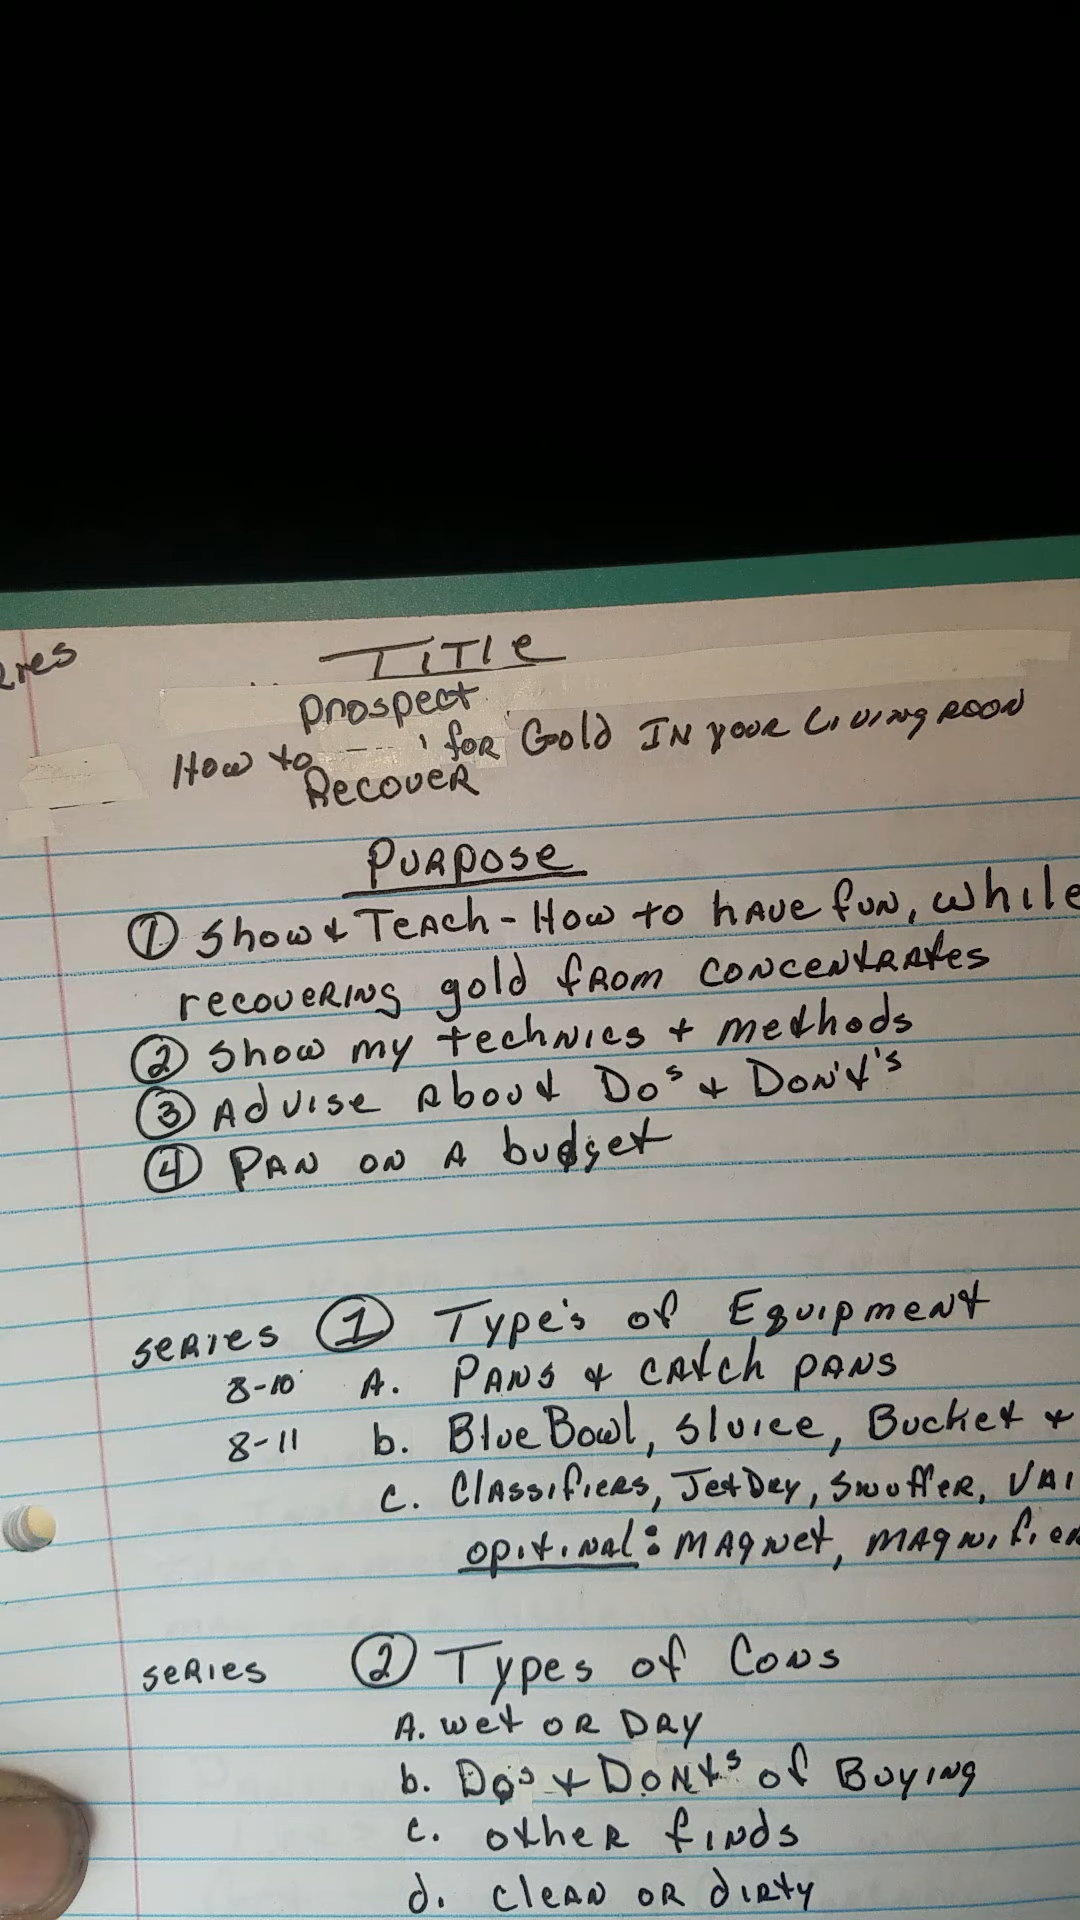 Title
Prospect
How to for Gold In your Livingroom
Recover
Purpose
① Show & Teach - How to have fun, while
recovering gold from concentrates
② Show my technics + methods
③ Advise About Do's & Don't's
④ Pan on a budget
series ① Type's of Equipment
8-10 A. Pans & catch pans
8-11 b. Blue Bowl, sluice, Bucket +
c. Classifiers, Jet Dry, Snuffer,
opitinal: magnet, magnifier
series ② Types of Cons
A. wet or Dry
b. Do's & Dont's of Buying
c. other finds
d. clean or dirty